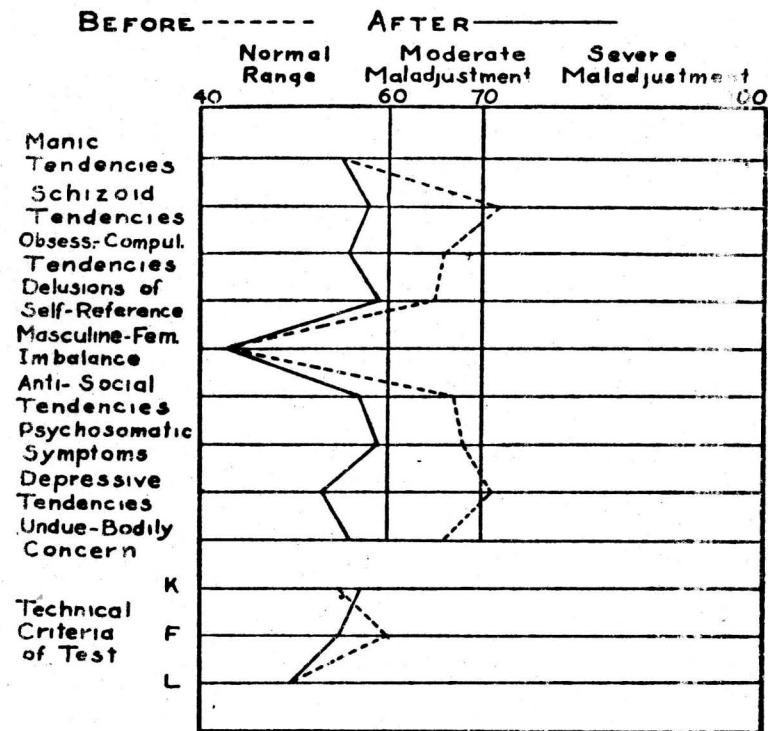 BEFORE ------- AFTER———
Normal Range
Moderate Maladjustment
Severe Maladjustment
40 60 70 00
Manic
Tendencies
Schizoid
Tendencies
Obsess.-Compul.
Tendencies
Delusions of
Self-Reference
Masculine-Fem.
Imbalance
Anti-Social
Tendencies
Psychosomatic
Symptoms
Depressive
Tendencies
Undue-Bodily
Concern
Technical
Criteria
of Test
K
F
L